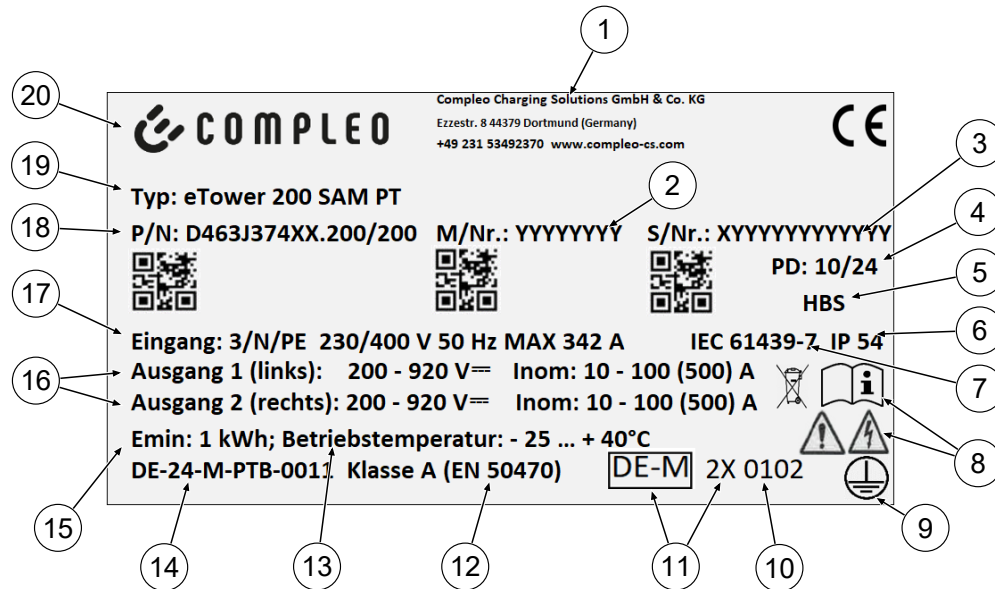 1
20
COMPLEO
Compleo Charging Solutions GmbH & Co. KG
Ezzestr. 8 44379 Dortmund (Germany)
+49 231 53492370 www.compleo-cs.com
CE
3
19
Typ: eTower 200 SAM PT
2
18
P/N: D463J374XX.200/200 M/Nr.: YYYYYYYY S/Nr.: XYYYYYYYYYYYY
4
PD: 10/24
5
HBS
17
6
Eingang: 3/N/PE 230/400 V 50 Hz MAX 342 A IEC 61439-7 IP 54
16
7
Ausgang 1 (links): 200 - 920 V⎓ Inom: 10 - 100 (500) A
Ausgang 2 (rechts): 200 - 920 V⎓ Inom: 10 - 100 (500) A
i
Emin: 1 kWh; Betriebstemperatur: - 25 ... + 40°C
8
DE-24-M-PTB-0011 Klasse A (EN 50470) DE-M 2X 0102
15
9
14
13
12
11
10